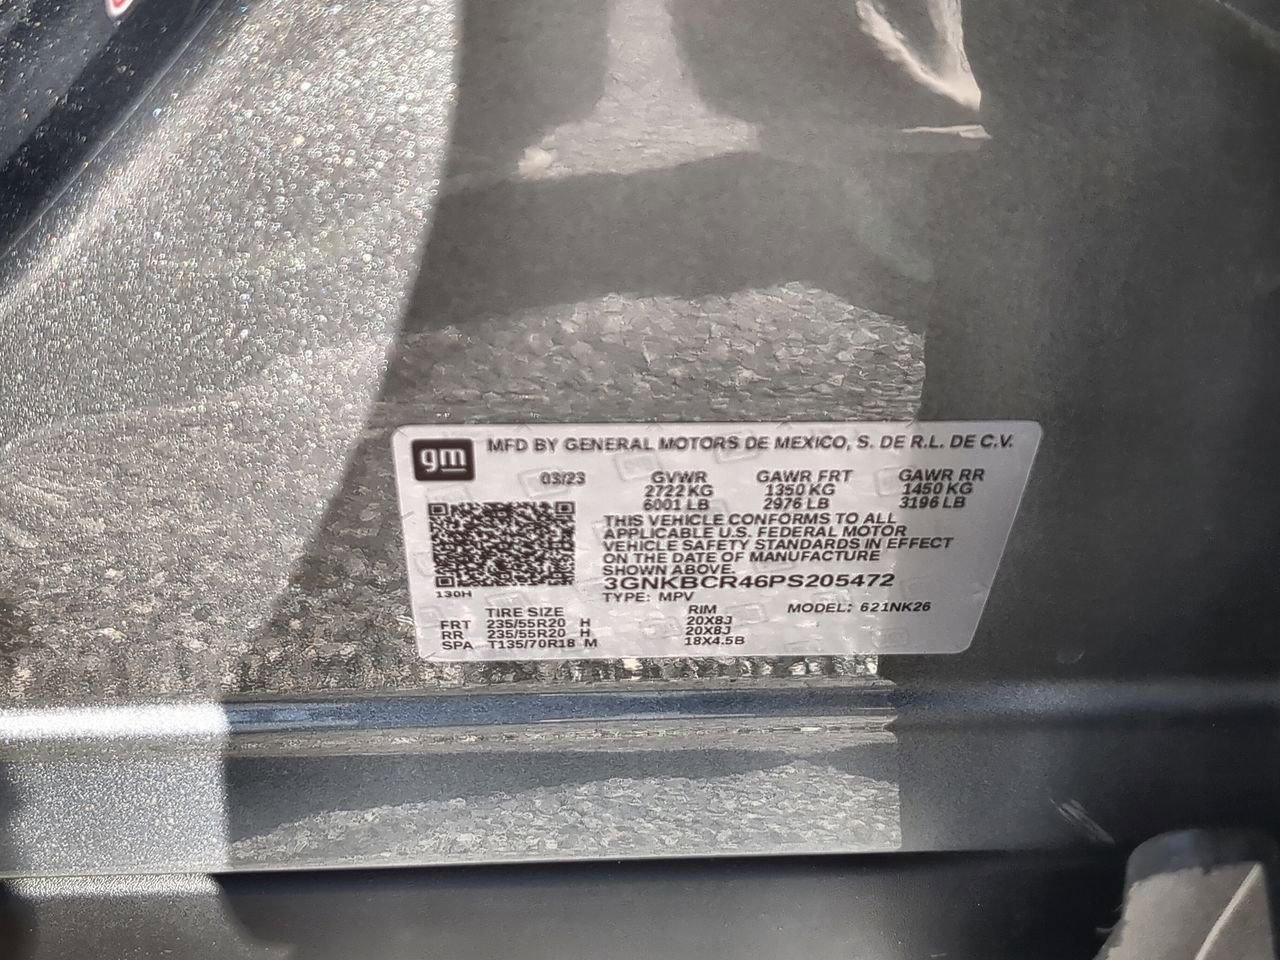 gm MFD BY GENERAL MOTORS DE MEXICO, S. DE R.L. DE C.V.
03/23 GVWR GAWR FRT GAWR RR
2722 KG 1350 KG 1450 KG
6001 LB 2976 LB 3196 LB
THIS VEHICLE CONFORMS TO ALL
APPLICABLE U.S. FEDERAL MOTOR
VEHICLE SAFETY STANDARDS IN EFFECT
ON THE DATE OF MANUFACTURE
SHOWN ABOVE.
3GNKBCR46PS205472
130H
TYPE: MPV
TIRE SIZE RIM MODEL: 621NK26
FRT 235/55R20 H 20X8J
RR 235/55R20 H 20X8J
SPA T135/70R18 M 18X4.5B